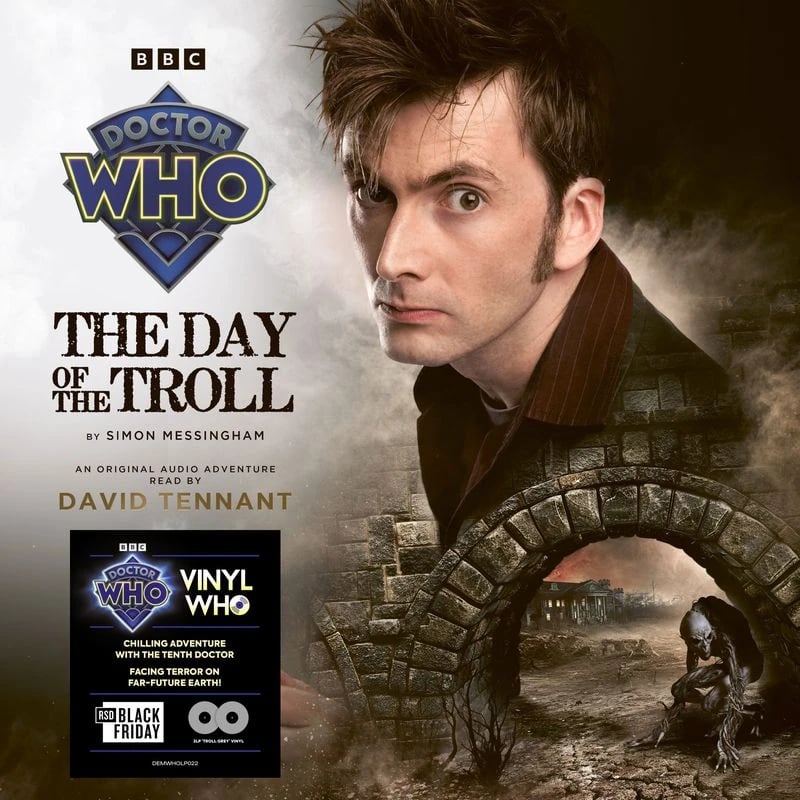 BBC
DOCTOR
WHO
THE DAY
OF THE TROLL
BY SIMON MESSINGHAM
AN ORIGINAL AUDIO ADVENTURE
READ BY
DAVID TENNANT
BBC
DOCTOR
WHO
VINYL
WHO
CHILLING ADVENTURE
WITH THE TENTH DOCTOR
FACING TERROR ON
FAR-FUTURE EARTH!
RSD BLACK
FRIDAY
2LP 'TROLL GREY' VINYL
DEMWHOLP022